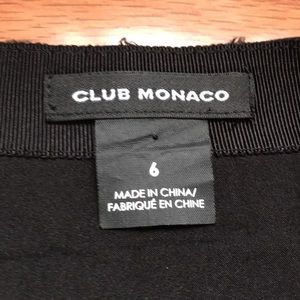 CLUB MONACO
6
MADE IN CHINA/
FABRIQUÉ EN CHINE